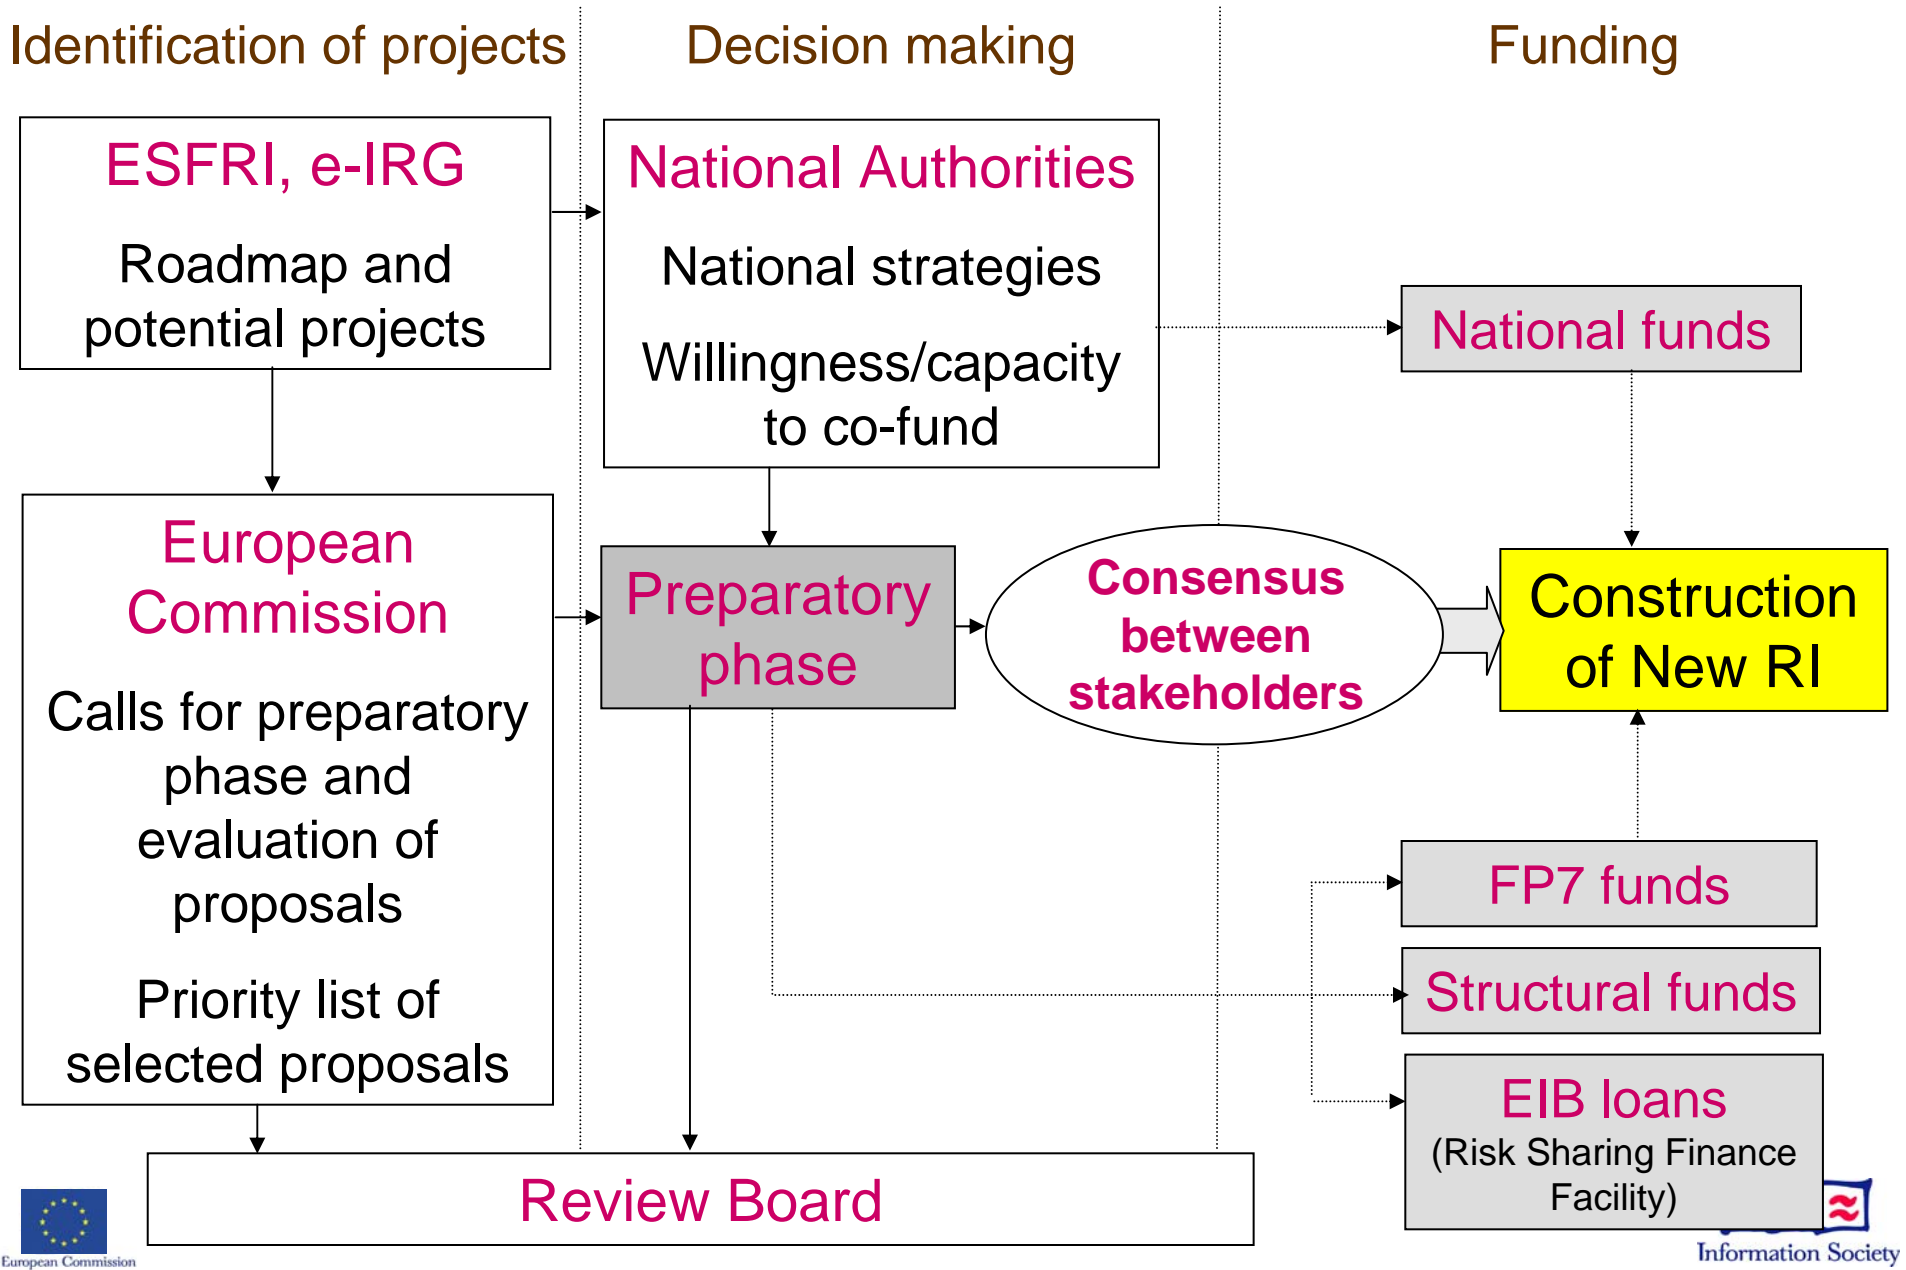 Identification of projects
Decision making
Funding
ESFRI, e-IRG
Roadmap and
potential projects
National Authorities
National strategies
Willingness/capacity
to co-fund
National funds
European
Commission
Calls for preparatory
phase and
evaluation of
proposals
Priority list of
selected proposals
Preparatory
phase
Consensus
between
stakeholders
Construction
of New RI
FP7 funds
Structural funds
EIB loans
(Risk Sharing Finance
Facility)
Review Board
European Commission
Information Society